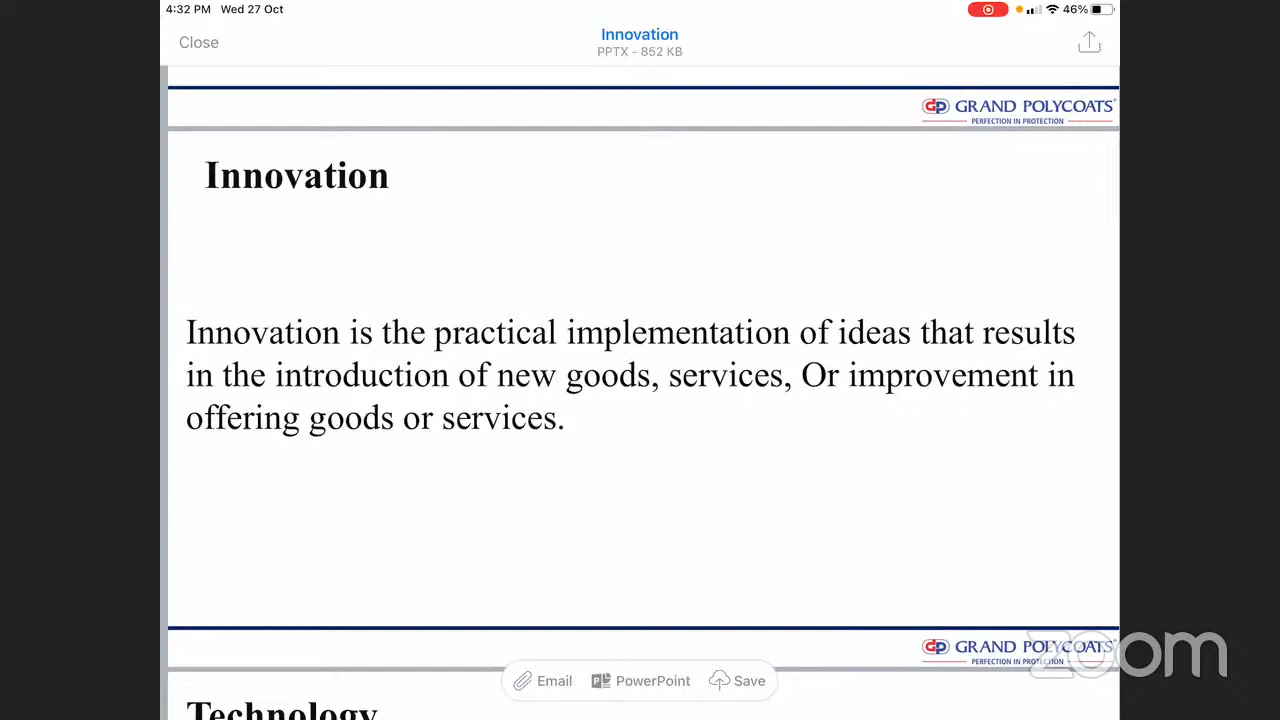 4:32 PM Wed 27 Oct
46%
Close
Innovation
PPTX - 852 KB
GRAND POLYCOATS
PERFECTION IN PROTECTION
Innovation
Innovation is the practical implementation of ideas that results
in the introduction of new goods, services, Or improvement in
offering goods or services.
GRAND POLYCOATS
PERFECTION IN PROTECTION
zoom
Email PowerPoint Save
Technology